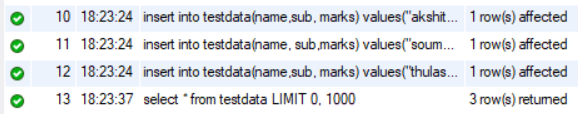 10 18:23:24 insert into testdata(name,sub, marks) values("akshit... 1 row(s) affected
11 18:23:24 insert into testdata(name, sub,marks) values("soum... 1 row(s) affected
12 18:23:24 insert into testdata(name,sub, marks) values("thulas... 1 row(s) affected
13 18:23:37 select * from testdata LIMIT 0, 1000 3 row(s) returned